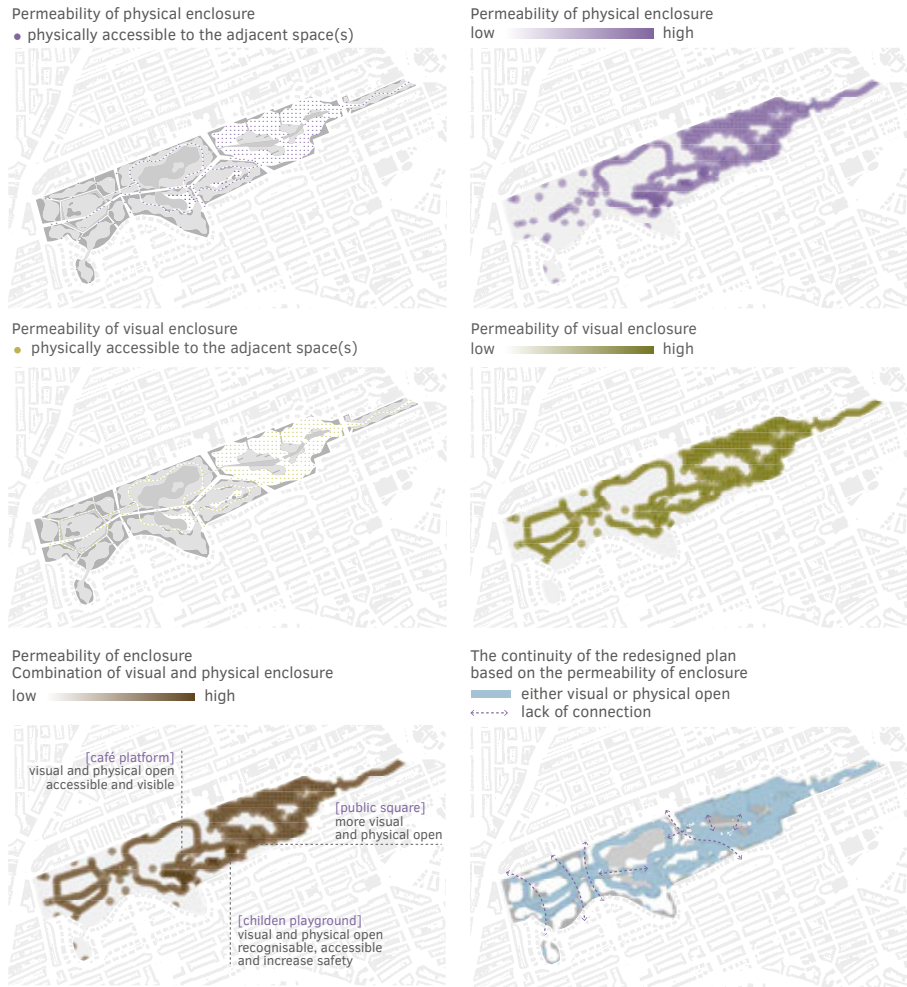 Permeability of physical enclosure
physically accessible to the adjacent space(s)
Permeability of physical enclosure
low high
Permeability of visual enclosure
physically accessible to the adjacent space(s)
Permeability of visual enclosure
low high
Permeability of enclosure
Combination of visual and physical enclosure
low high
[café platform]
visual and physical open
accessible and visible
[public square]
more visual
and physical open
[childen playground]
visual and physical open
recognisable, accessible
and increase safety
The continuity of the redesigned plan
based on the permeability of enclosure
either visual or physical open
lack of connection